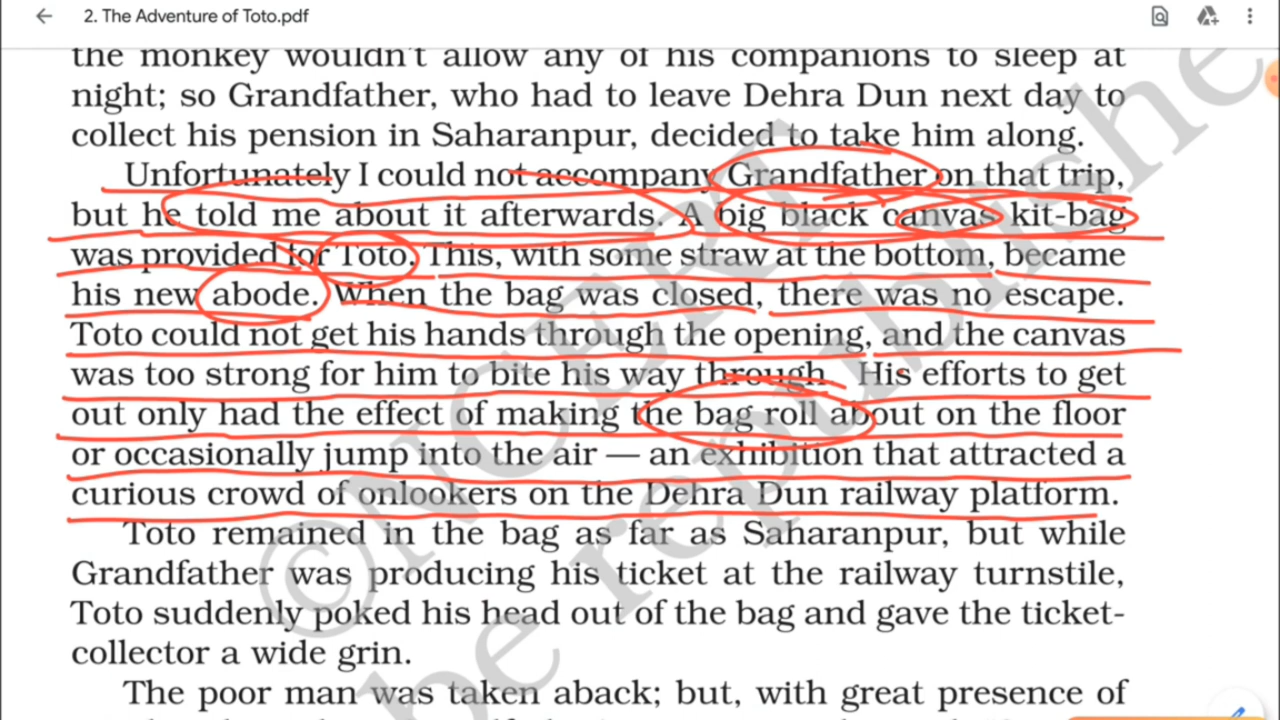 2. The Adventure of Toto.pdf
the monkey wouldn't allow any of his companions to sleep at
night; so Grandfather, who had to leave Dehra Dun next day to
collect his pension in Saharanpur, decided to take him along.
Unfortunately I could not accompany Grandfather on that trip,
but he told me about it afterwards. A big black canvas kit-bag
was provided for Toto. This, with some straw at the bottom, became
his new abode. When the bag was closed, there was no escape.
Toto could not get his hands through the opening, and the canvas
was too strong for him to bite his way through. His efforts to get
out only had the effect of making the bag roll about on the floor
or occasionally jump into the air — an exhibition that attracted a
curious crowd of onlookers on the Dehra Dun railway platform.
Toto remained in the bag as far as Saharanpur, but while
Grandfather was producing his ticket at the railway turnstile,
Toto suddenly poked his head out of the bag and gave the ticket-
collector a wide grin.
The poor man was taken aback; but, with great presence of
©NCERT
be republishe